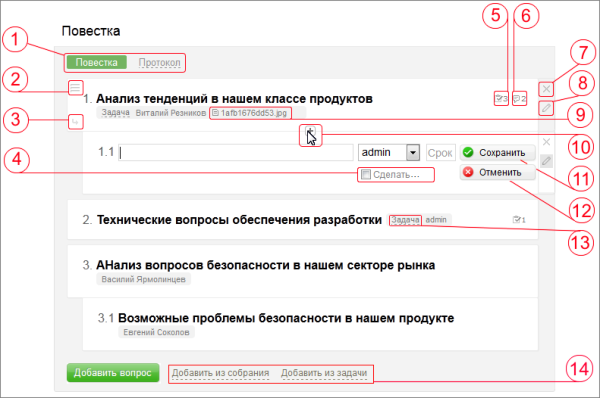 5 6
Повестка
1 Повестка Протокол 7
2 8
1. Анализ тенденций в нашем классе продуктов 3 2
3 Задача Виталий Резников 1afb1676dd53.jpg 9
10
4 1.1 admin Срок Сохранить
Сделать... Отменить 11
12
2. Технические вопросы обеспечения разработки Задача admin 1
13
3. АНализ вопросов безопасности в нашем секторе рынка
Василий Ярмолинцев
3.1 Возможные проблемы безопасности в нашем продукте
Евгений Соколов
Добавить вопрос Добавить из собрания Добавить из задачи 14